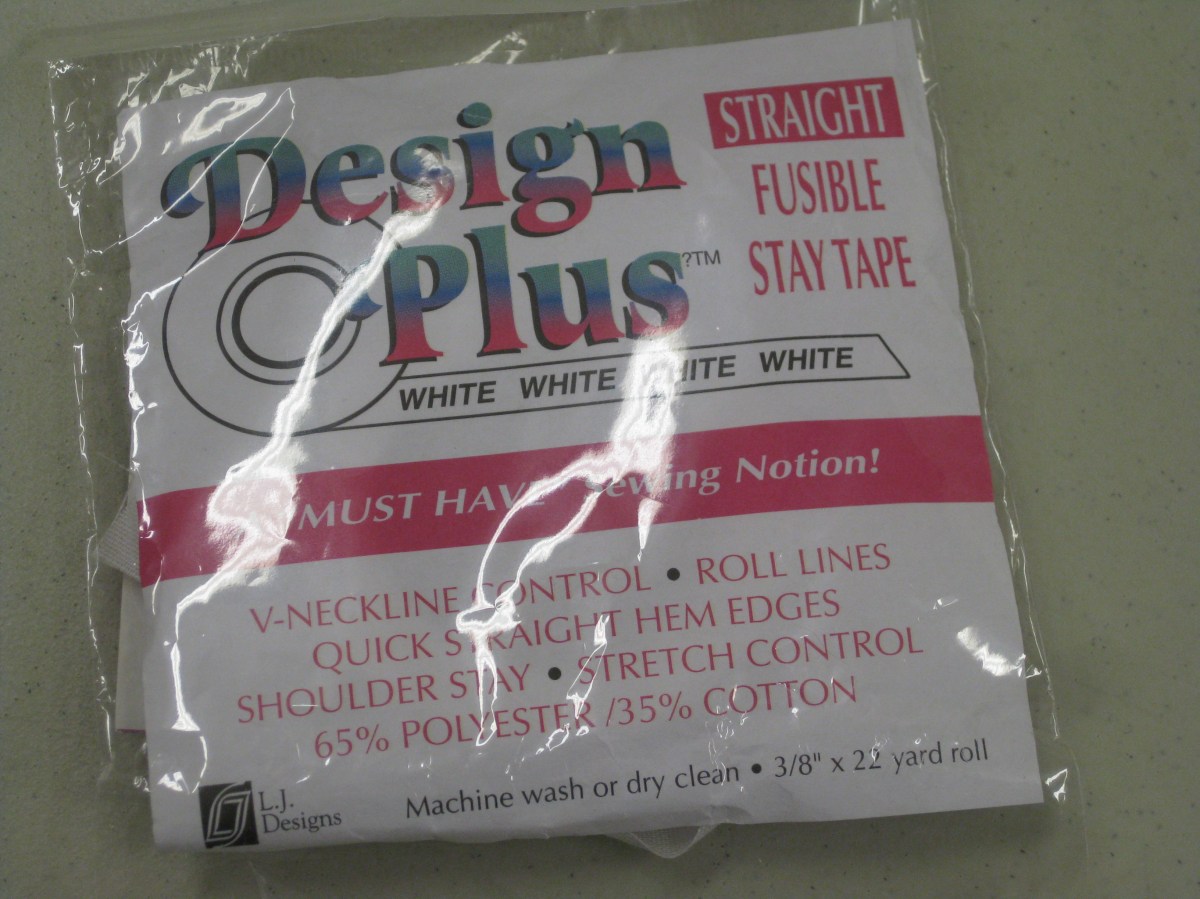 Design
Plus?™
STRAIGHT
FUSIBLE
STAY TAPE
WHITE WHITE WHITE WHITE
MUST HAVE Sewing Notion!
V-NECKLINE CONTROL • ROLL LINES
QUICK STRAIGHT HEM EDGES
SHOULDER STAY • STRETCH CONTROL
65% POLYESTER /35% COTTON
L.J.
Designs
Machine wash or dry clean • 3/8" x 22 yard roll